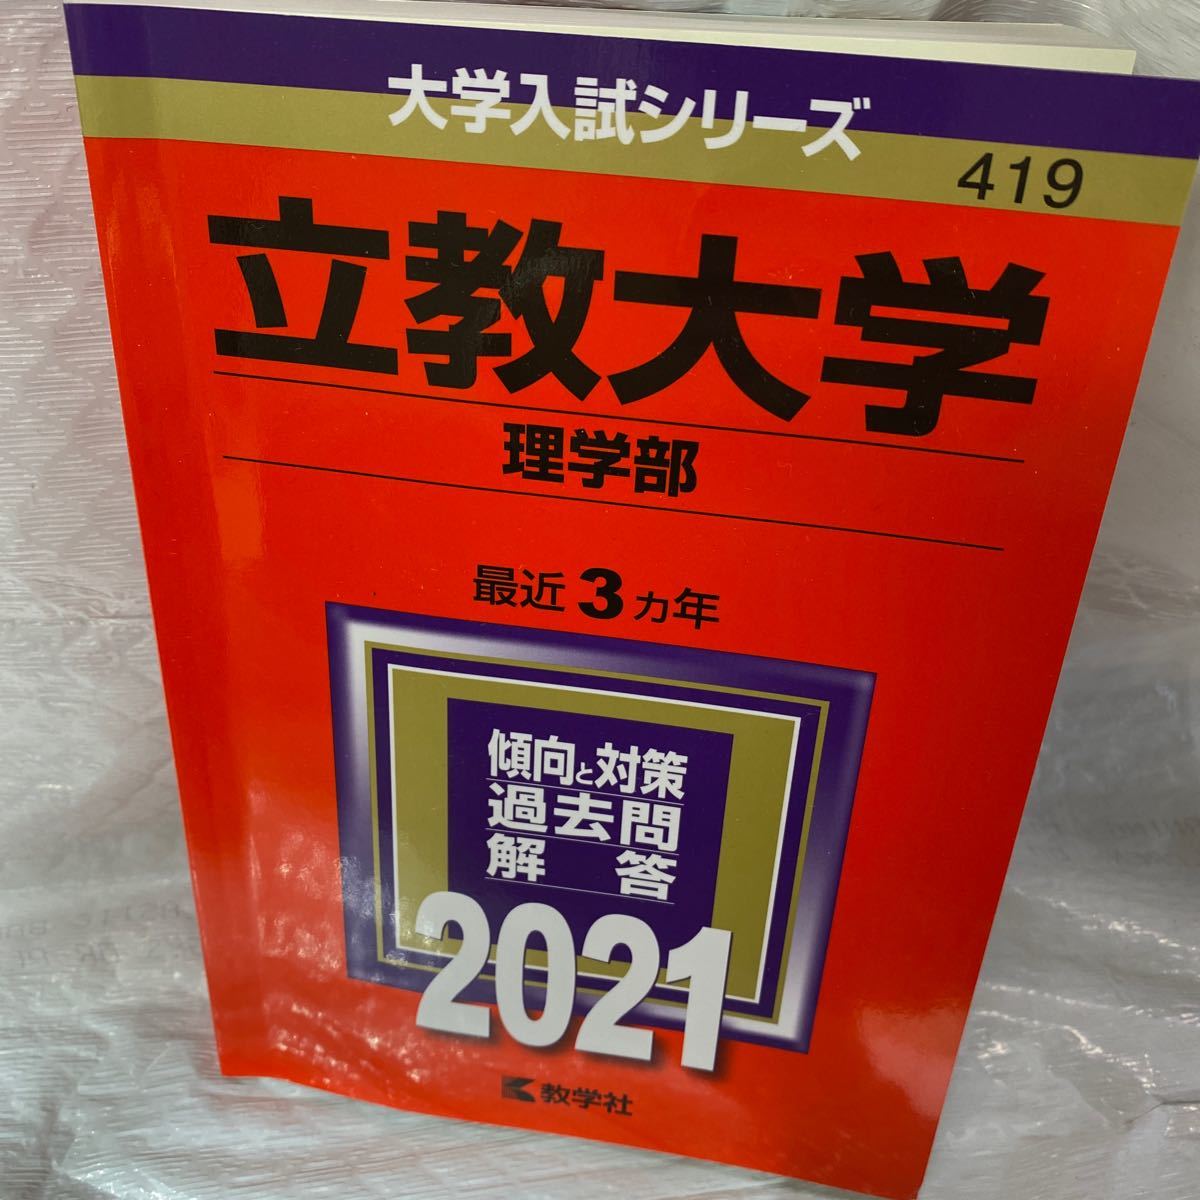 大学入試シリーズ
419
立教大学
理学部
最近3ヵ年
傾向と対策
過去問
解答
2021
教学社